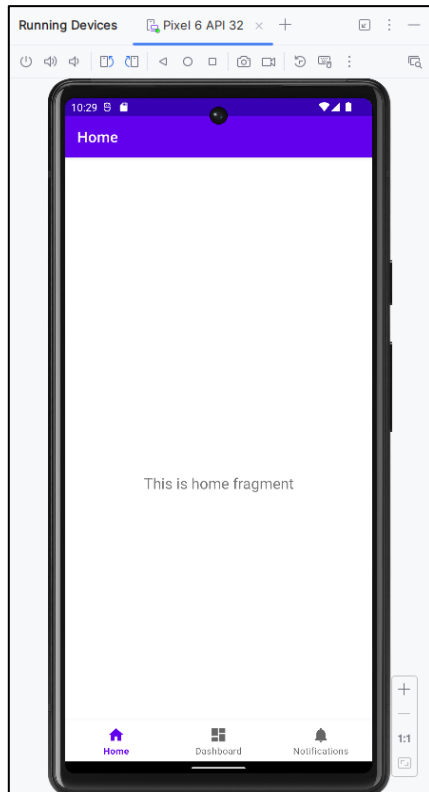 Running Devices
Pixel 6 API 32
10:29
Home
This is home fragment
Home
Dashboard
Notifications
1:1